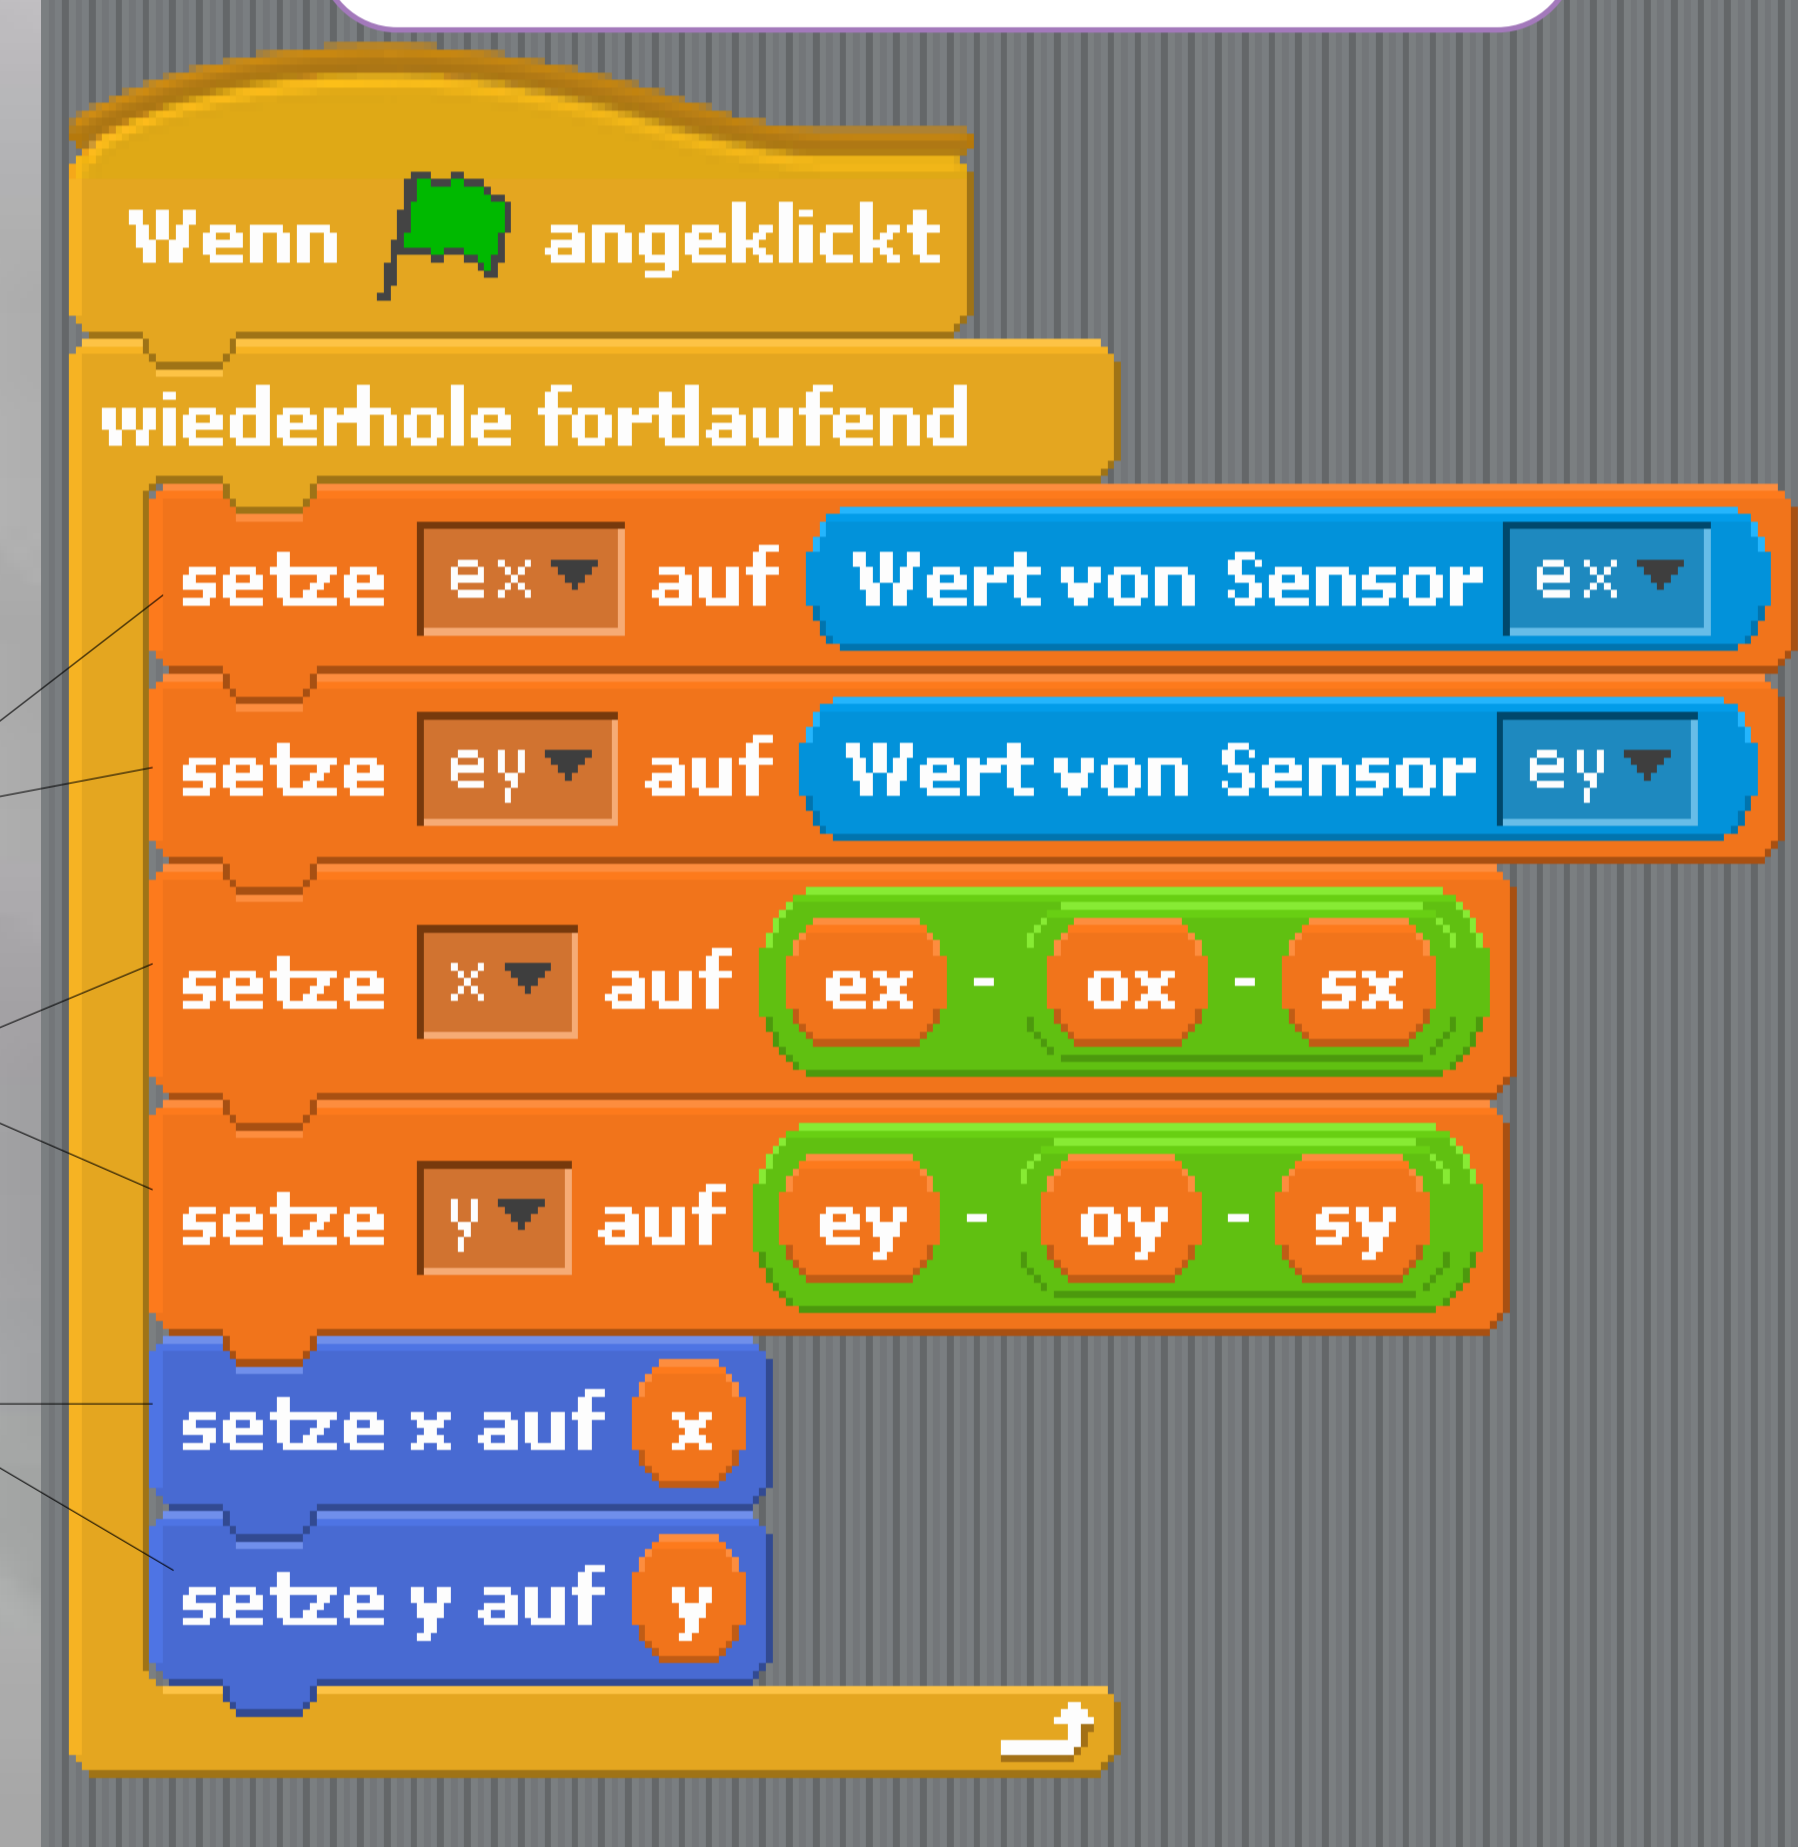 Wenn angeklickt
wiederhole fortlaufend
setze ex auf Wert von Sensor ex
setze ey auf Wert von Sensor ey
setze x auf ex - ox - sx
setze y auf ey - oy - sy
setze x auf x
setze y auf y